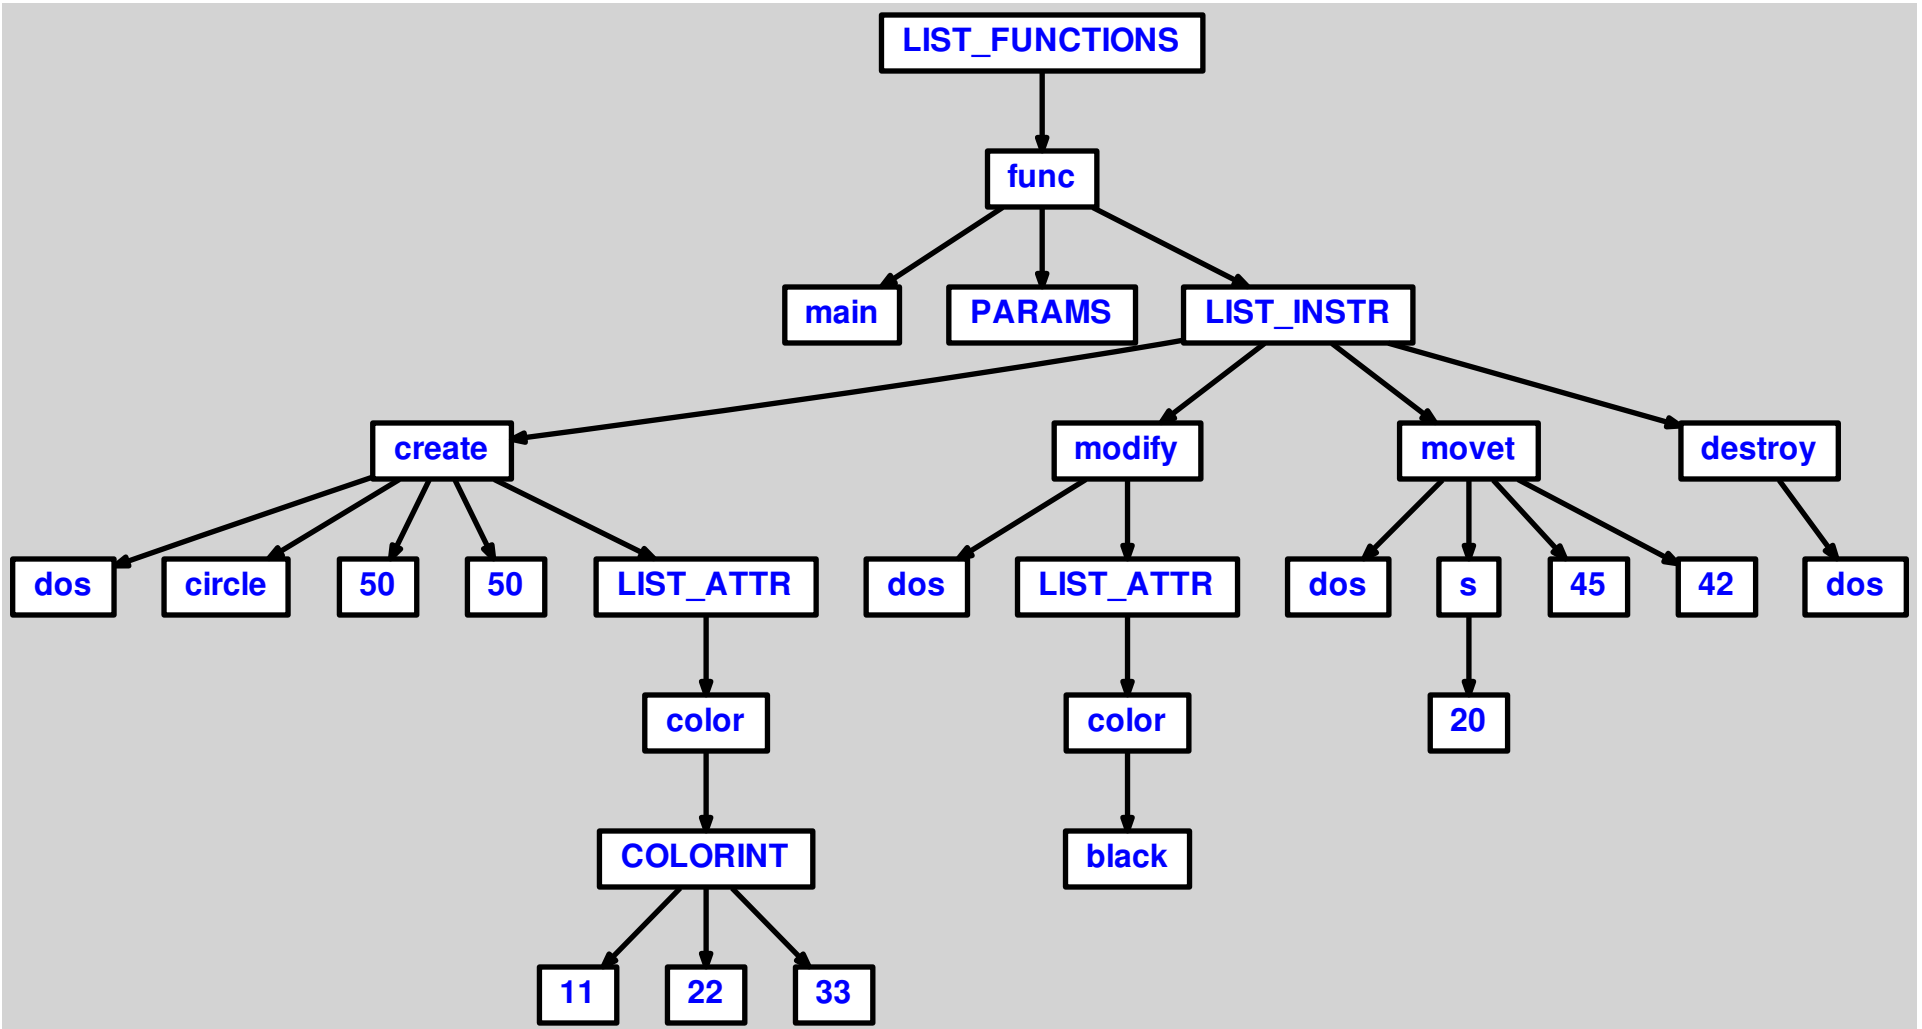 LIST_FUNCTIONS
func
main PARAMS LIST_INSTR
create modify movet destroy
dos circle 50 50 LIST_ATTR dos LIST_ATTR dos s 45 42 dos
color color 20
COLORINT black
11 22 33